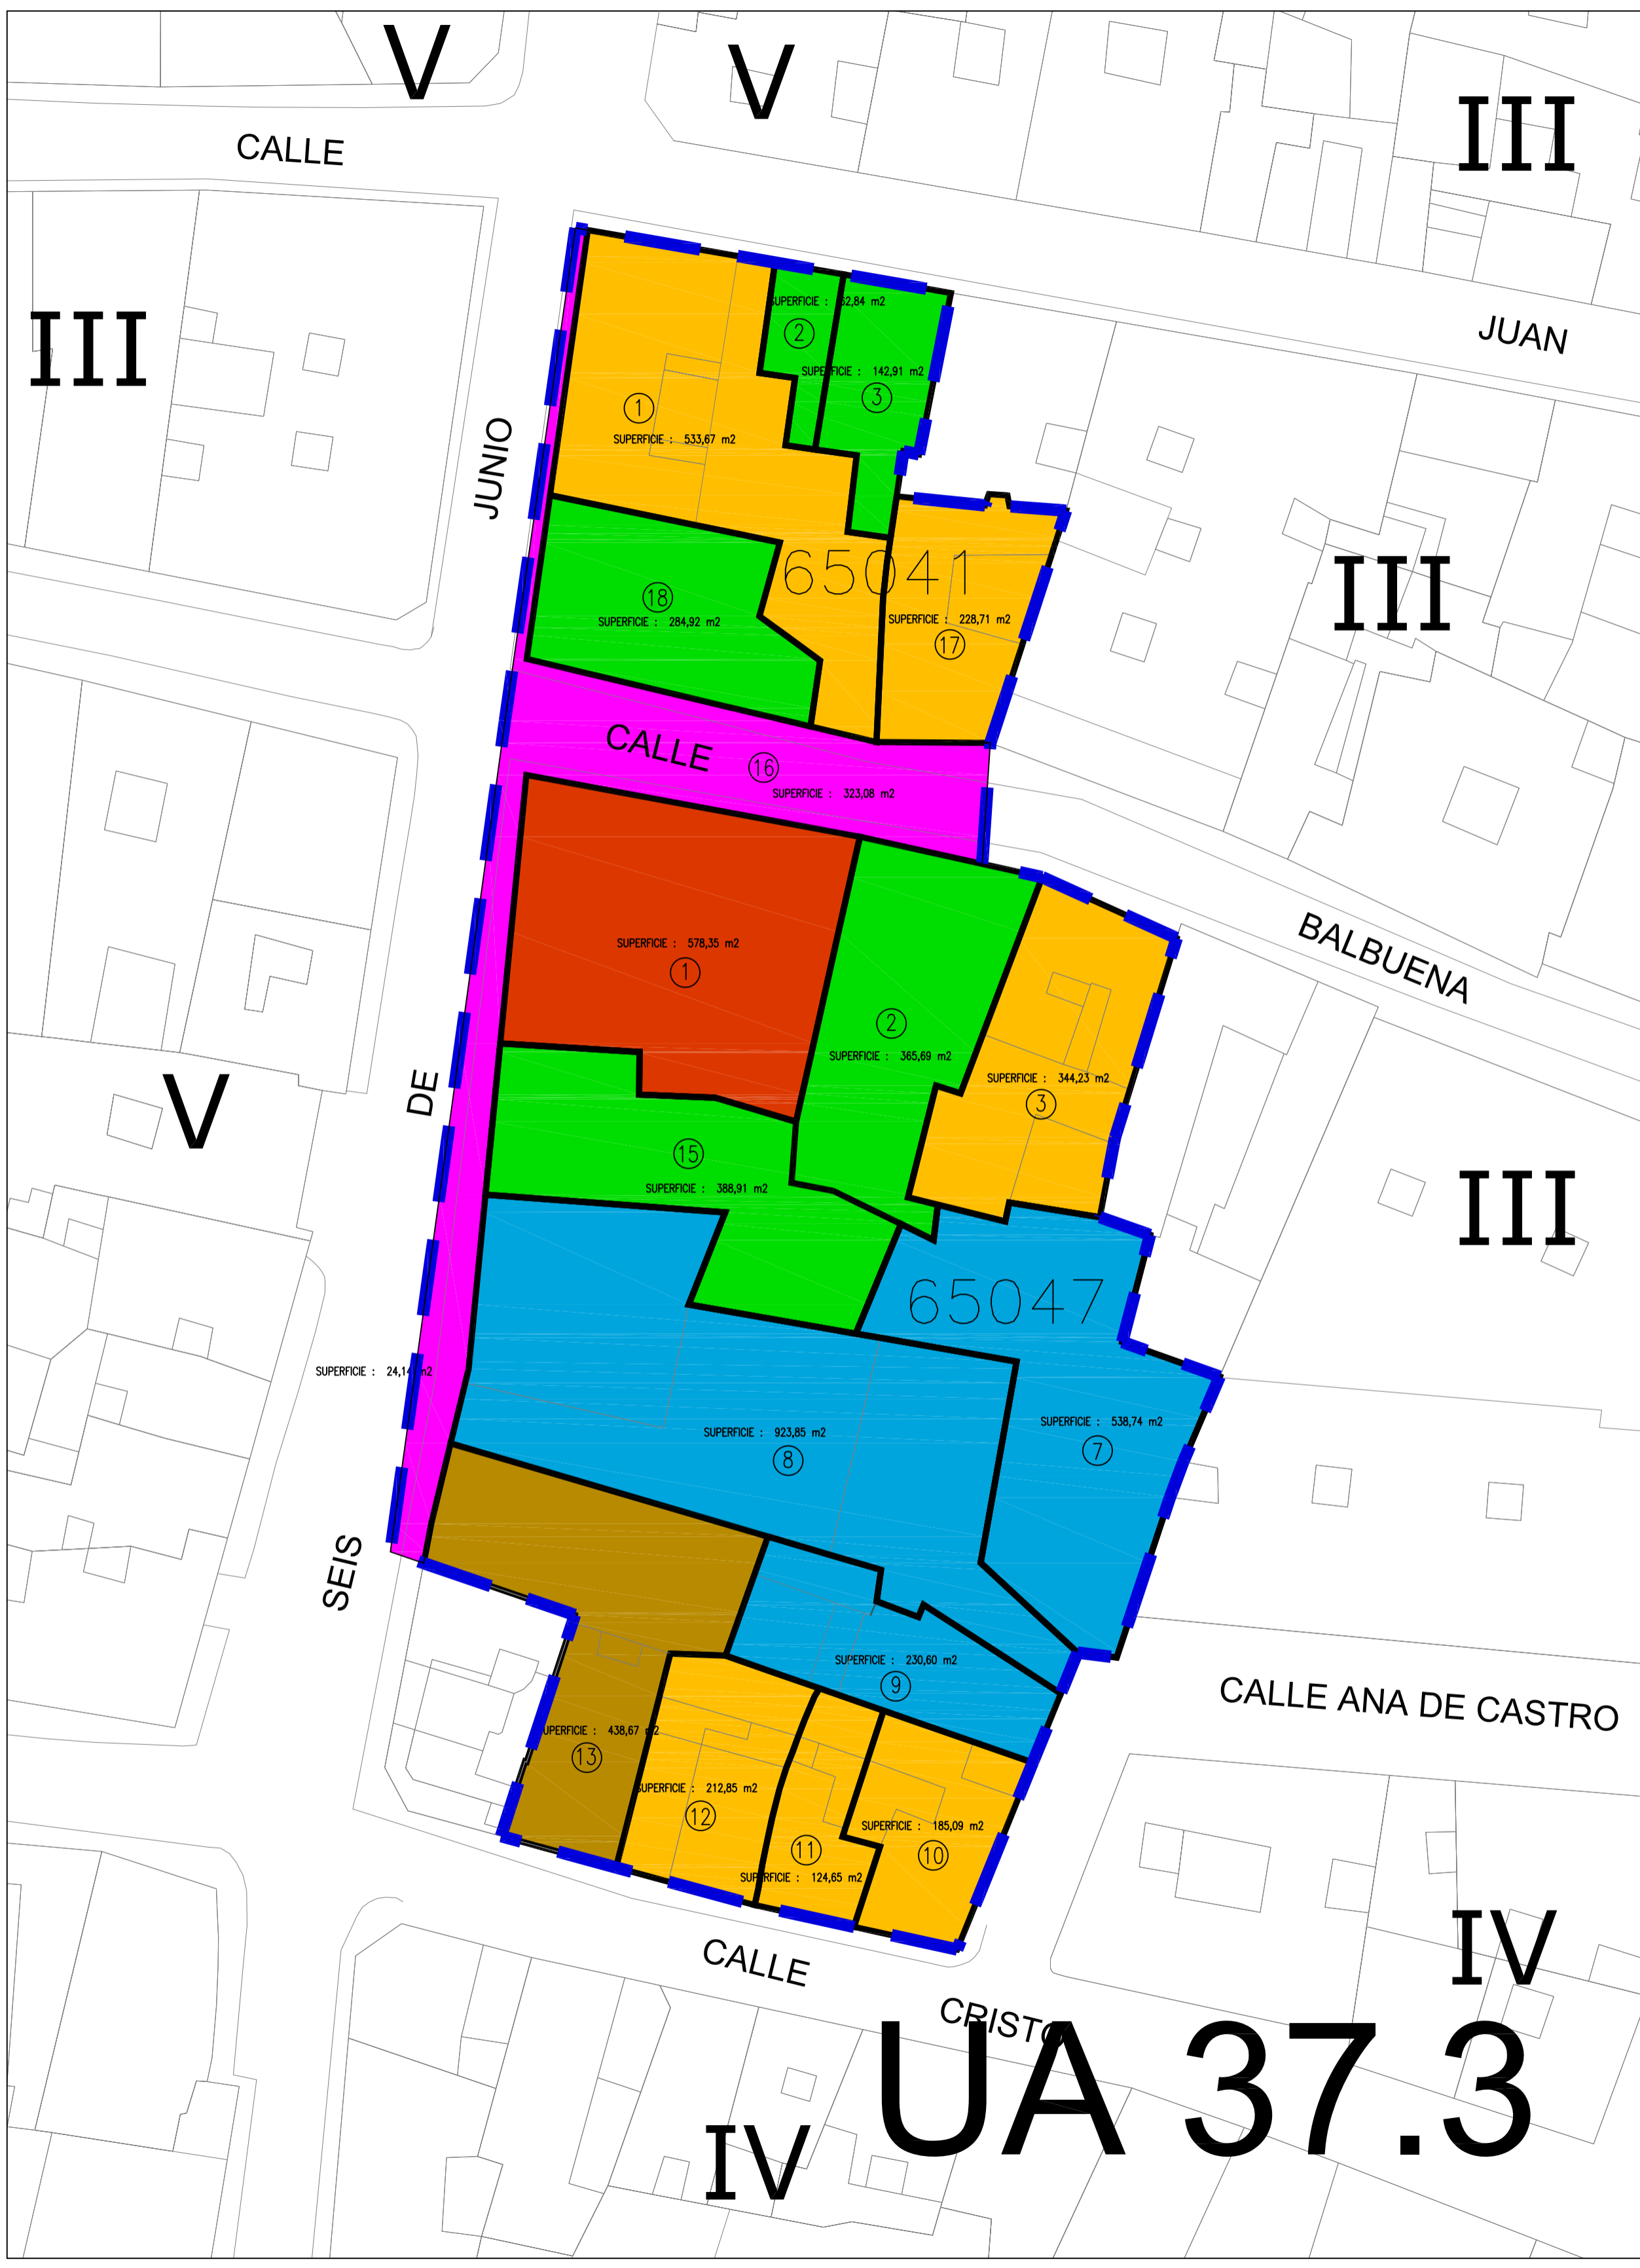 V
V
III
CALLE
III
JUAN
SUPERFICIE : 62,84 m2
2
SUPERFICIE : 142,91 m2
3
1
SUPERFICIE : 533,67 m2
JUNIO
65041
III
18
SUPERFICIE : 284,92 m2
SUPERFICIE : 228,71 m2
17
CALLE
16
SUPERFICIE : 323,08 m2
SUPERFICIE : 578,35 m2
1
BALBUENA
2
SUPERFICIE : 365,69 m2
SUPERFICIE : 344,23 m2
3
DE
V
15
SUPERFICIE : 388,91 m2
III
65047
SUPERFICIE : 24,14 m2
SUPERFICIE : 923,85 m2
8
SUPERFICIE : 538,74 m2
7
SEIS
SUPERFICIE : 230,60 m2
9
CALLE ANA DE CASTRO
SUPERFICIE : 438,67 m2
13
SUPERFICIE : 212,85 m2
12
SUPERFICIE : 185,09 m2
10
11
SUPERFICIE : 124,65 m2
IV
CALLE
CRISTO
UA 37.3
IV